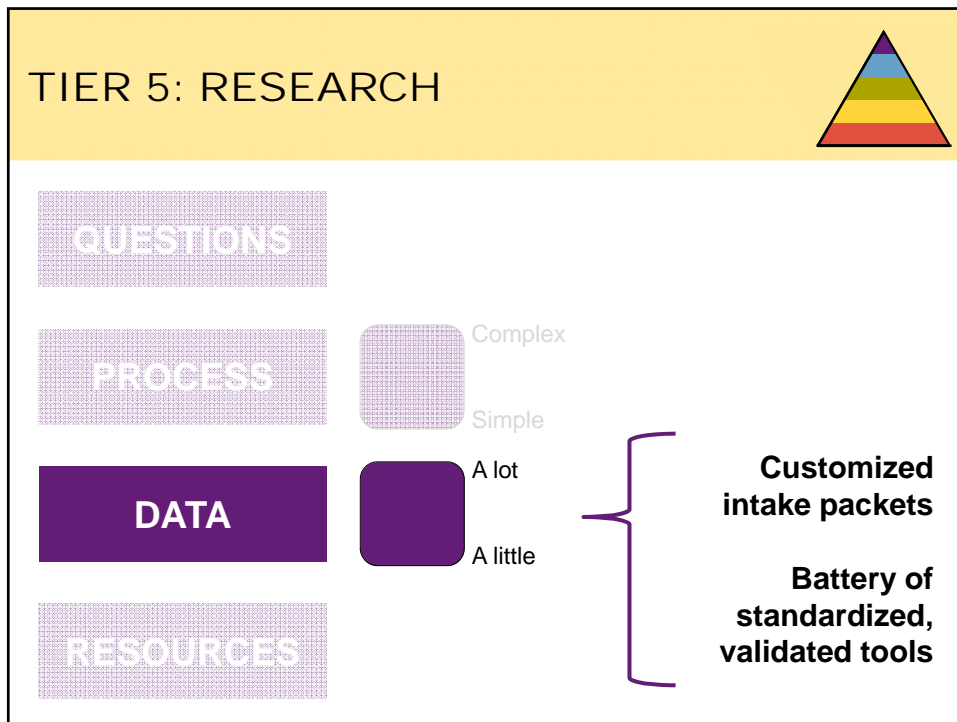 TIER 5: RESEARCH
QUESTIONS
PROCESS
Complex
Simple
DATA
A lot
A little
Customized
intake packets
Battery of
standardized,
validated tools
RESOURCES